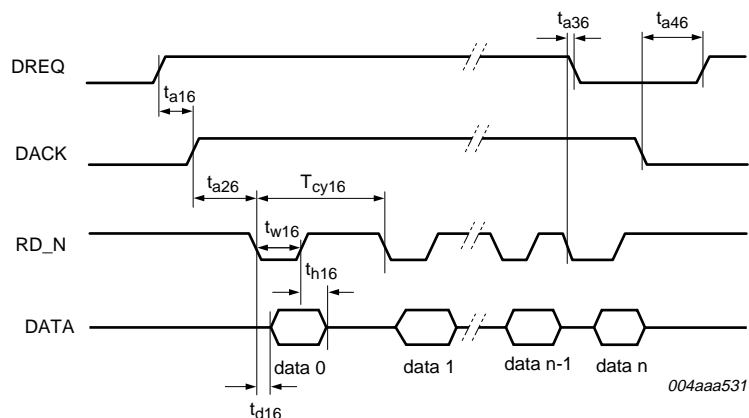 t_a36
t_a46
DREQ
t_a16
DACK
t_a26
T_cy16
t_w16
RD_N
t_h16
DATA
data 0
data 1
data n-1
data n
004aaa531
t_d16